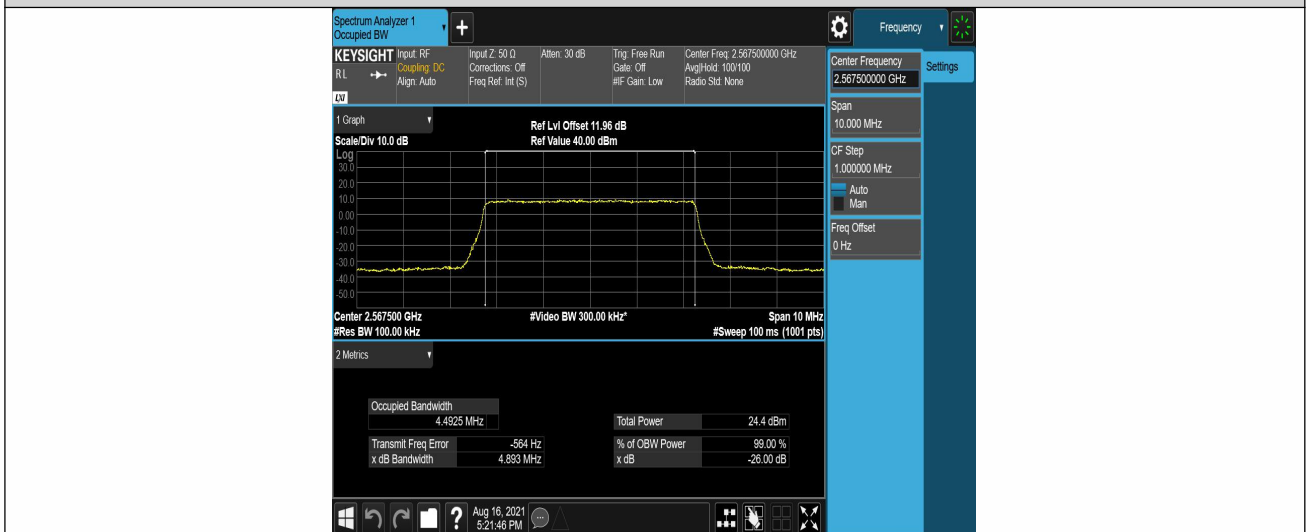 Spectrum Analyzer 1
Occupied BW
+
Frequency
KEYSIGHT
RL
LXI
Input: RF
Coupling: DC
Align: Auto
Input Z: 50 Ω
Corrections: Off
Freq Ref: Int (S)
Atten: 30 dB
Trig: Free Run
Gate: Off
#IF Gain: Low
Center Freq: 2.567500000 GHz
Avg|Hold: 100/100
Radio Std: None
Center Frequency
2.567500000 GHz
Settings
Span
10.000 MHz
CF Step
1.000000 MHz
Auto
Man
Freq Offset
0 Hz
1 Graph
Scale/Div 10.0 dB
Ref Lvl Offset 11.96 dB
Ref Value 40.00 dBm
Log
30.0
20.0
10.0
0.00
-10.0
-20.0
-30.0
-40.0
-50.0
Center 2.567500 GHz
#Res BW 100.00 kHz
#Video BW 300.00 kHz*
Span 10 MHz
#Sweep 100 ms (1001 pts)
2 Metrics
Occupied Bandwidth
4.4925 MHz
Total Power 24.4 dBm
Transmit Freq Error -564 Hz
% of OBW Power 99.00 %
x dB Bandwidth 4.893 MHz
x dB -26.00 dB
?
Aug 16, 2021
5:21:46 PM